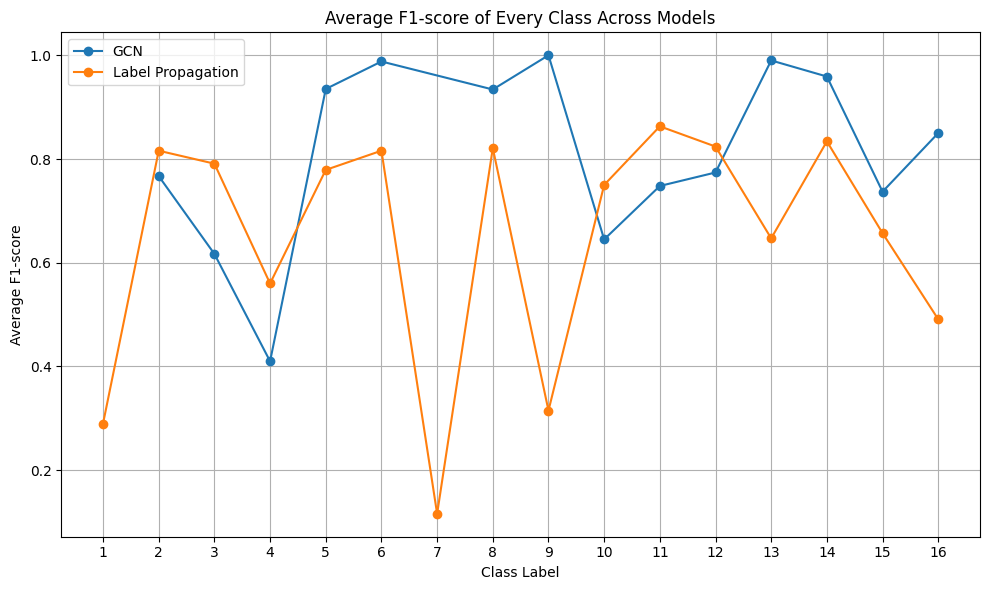 Average F1-score of Every Class Across Models
GCN
Label Propagation
Average F1-score
1.0
0.8
0.6
0.4
0.2
1 2 3 4 5 6 7 8 9 10 11 12 13 14 15 16
Class Label